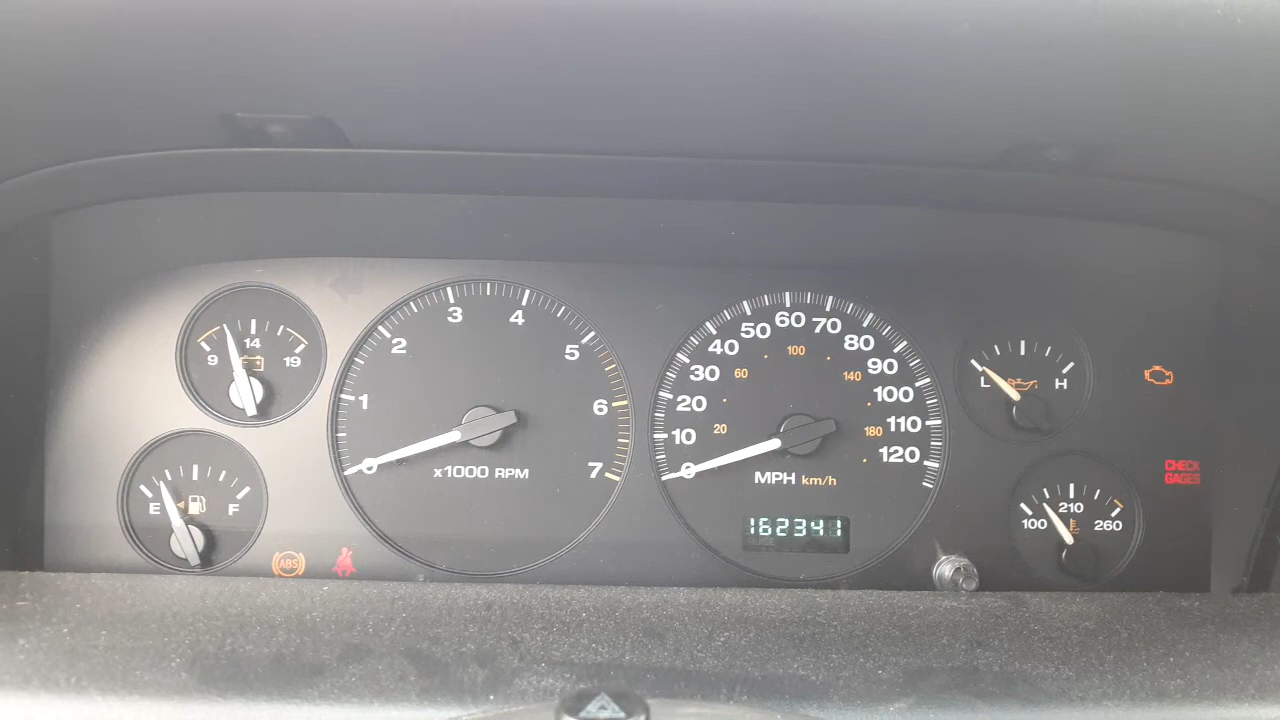 9 14 19
E F
ABS
0 1 2 3 4 5 6 7
x1000 RPM
0 10 20 30 40 50 60 70 80 90 100 110 120
20 60 100 140 180
MPH km/h
162341
L H
100 210 260
CHECK
GAGES